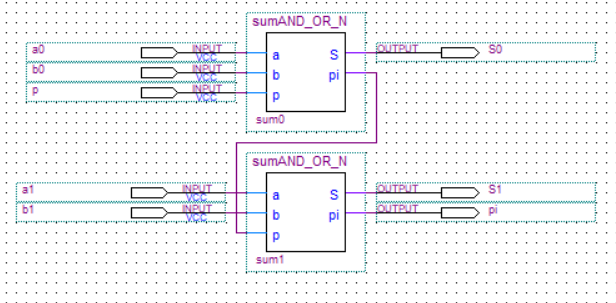 sumAND_OR_N
a0 INPUT VCC a S OUTPUT S0
b0 INPUT VCC b pi
p INPUT VCC p
sum0
sumAND_OR_N
a1 INPUT VCC a S OUTPUT S1
b1 INPUT VCC b pi OUTPUT pi
p
sum1